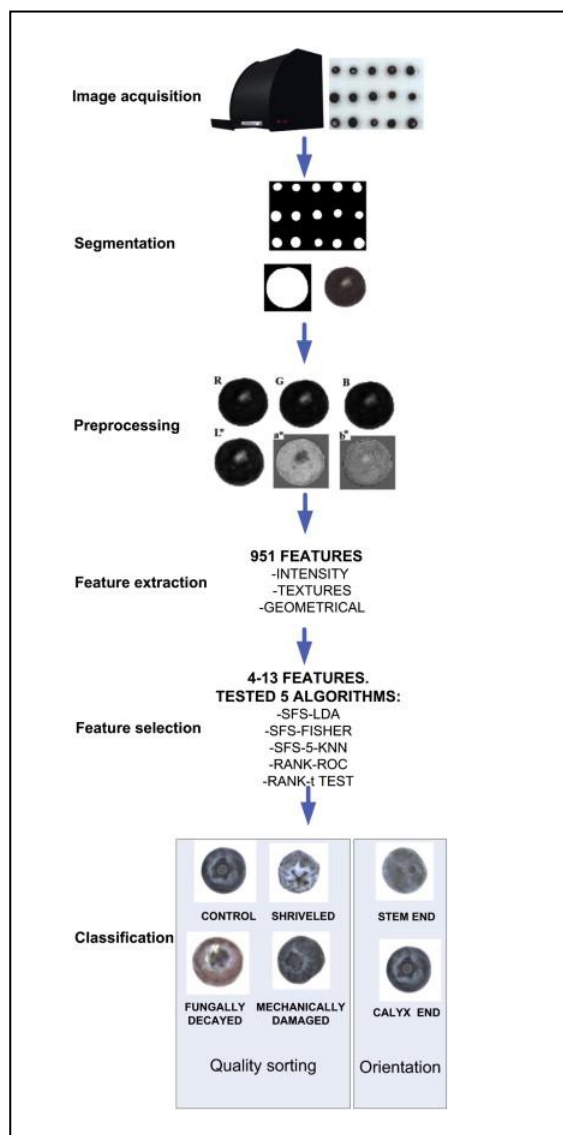 Image acquisition
Segmentation
R G B
Preprocessing
L* a* b*
951 FEATURES
-INTENSITY
Feature extraction
-TEXTURES
-GEOMETRICAL
4-13 FEATURES.
TESTED 5 ALGORITHMS:
-SFS-LDA
Feature selection
-SFS-FISHER
-SFS-5-KNN
-RANK-ROC
-RANK-t TEST
CONTROL SHRIVELED STEM END
Classification
FUNGALLY DECAYED
MECHANICALLY DAMAGED
CALYX END
Quality sorting Orientation